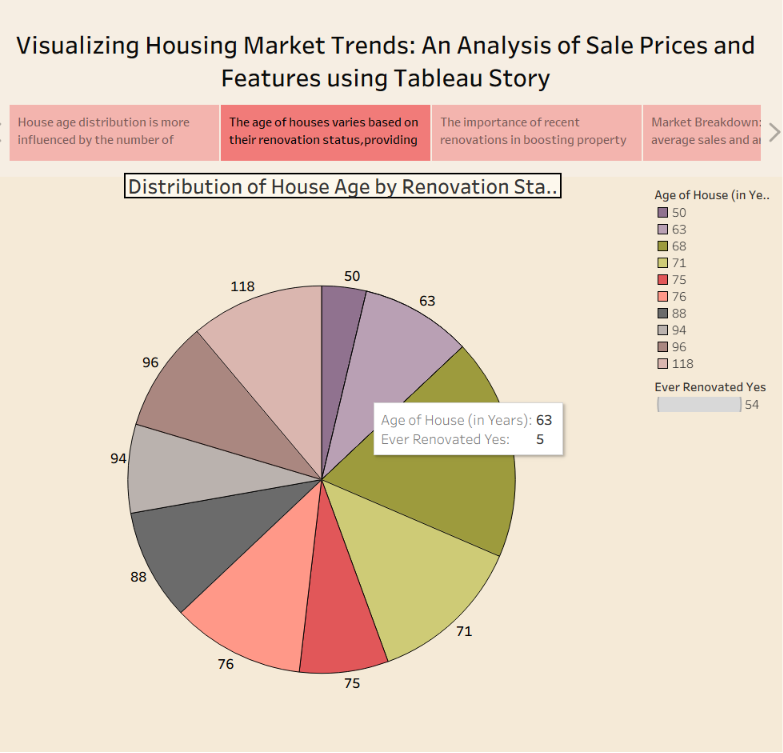 Visualizing Housing Market Trends: An Analysis of Sale Prices and
Features using Tableau Story
House age distribution is more
influenced by the number of
The age of houses varies based on
their renovation status,providing
The importance of recent
renovations in boosting property
Market Breakdown:
average sales and
Distribution of House Age by Renovation Sta..
Age of House (in Ye..
50
63
68
71
75
76
88
94
96
118
Ever Renovated Yes
54
50
63
118
96
Age of House (in Years): 63
Ever Renovated Yes: 5
94
88
71
76
75